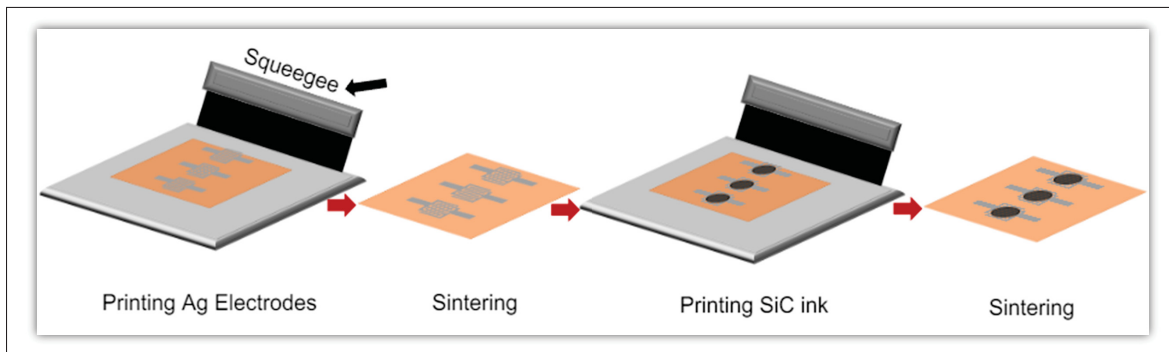 Squeegee
Printing Ag Electrodes
Sintering
Printing SiC ink
Sintering